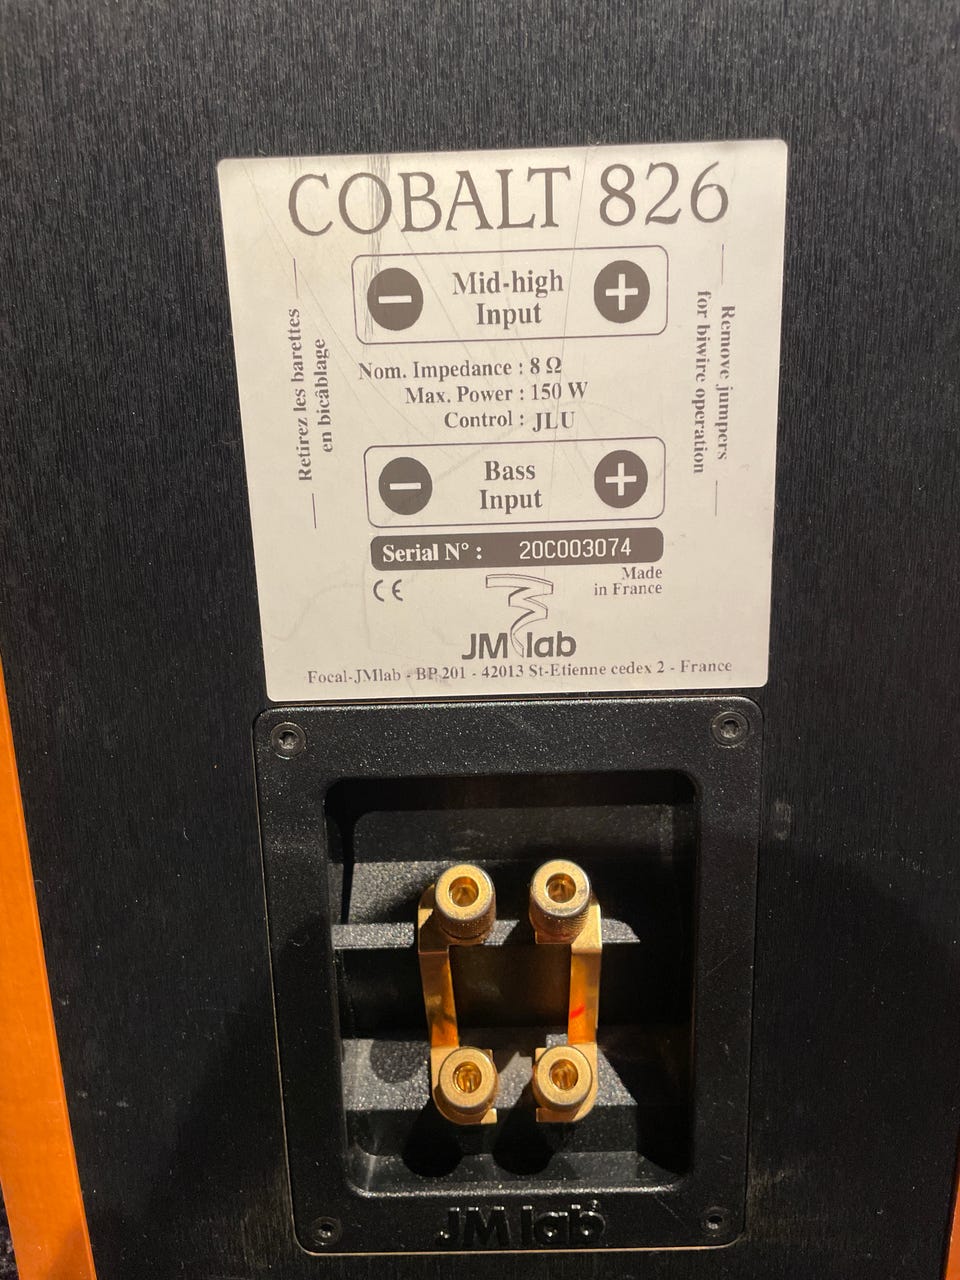 COBALT 826
Mid-high
Input
Retirez les barettes
en bicâblage
Remove jumpers
for biwire operation
Nom. Impedance : 8 Ω
Max. Power : 150 W
Control : JLU
Bass
Input
Serial N° : 20C003074
CE
Made
in France
JMlab
Focal-JMlab - BP 201 - 42013 St-Etienne cedex 2 - France
JMlab